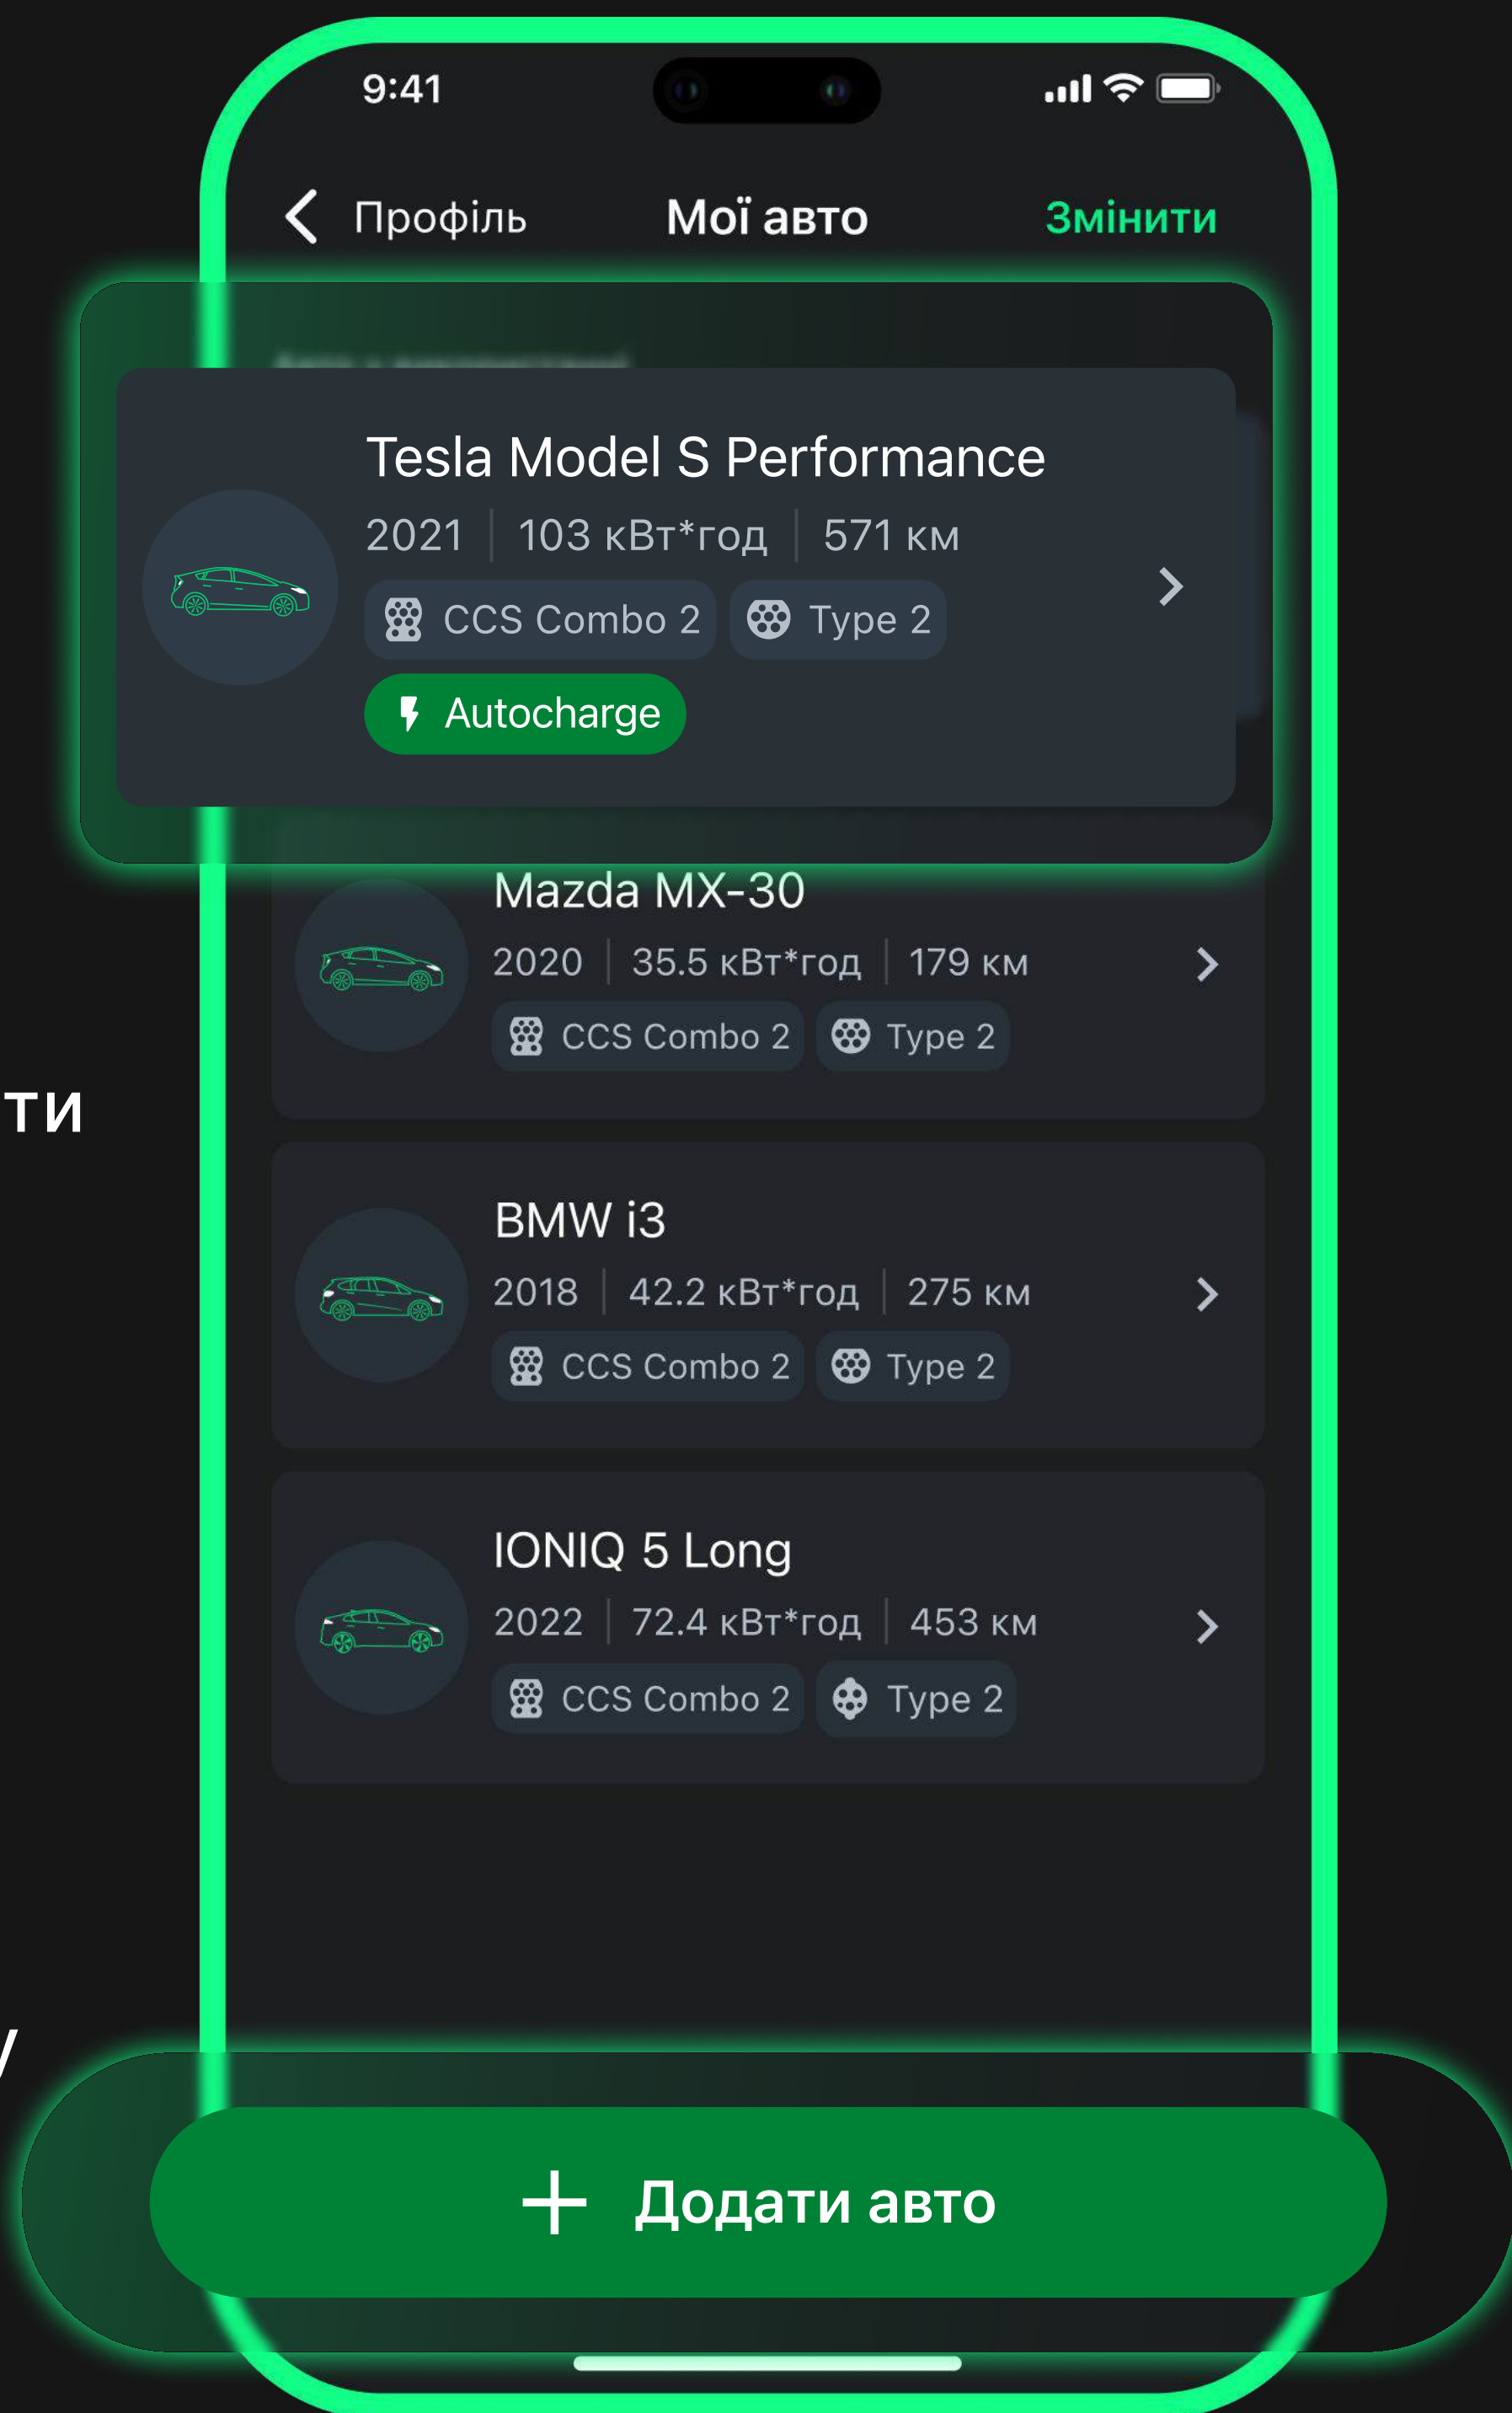 9:41
Профіль Мої авто Змінити
Tesla Model S Performance
2021 103 кВт*год 571 км
CCS Combo 2 Type 2
Autocharge
Mazda MX-30
2020 35.5 кВт*год 179 км
CCS Combo 2 Type 2
ти
BMW i3
2018 42.2 кВт*год 275 км
CCS Combo 2 Type 2
IONIQ 5 Long
2022 72.4 кВт*год 453 км
CCS Combo 2 Type 2
Додати авто